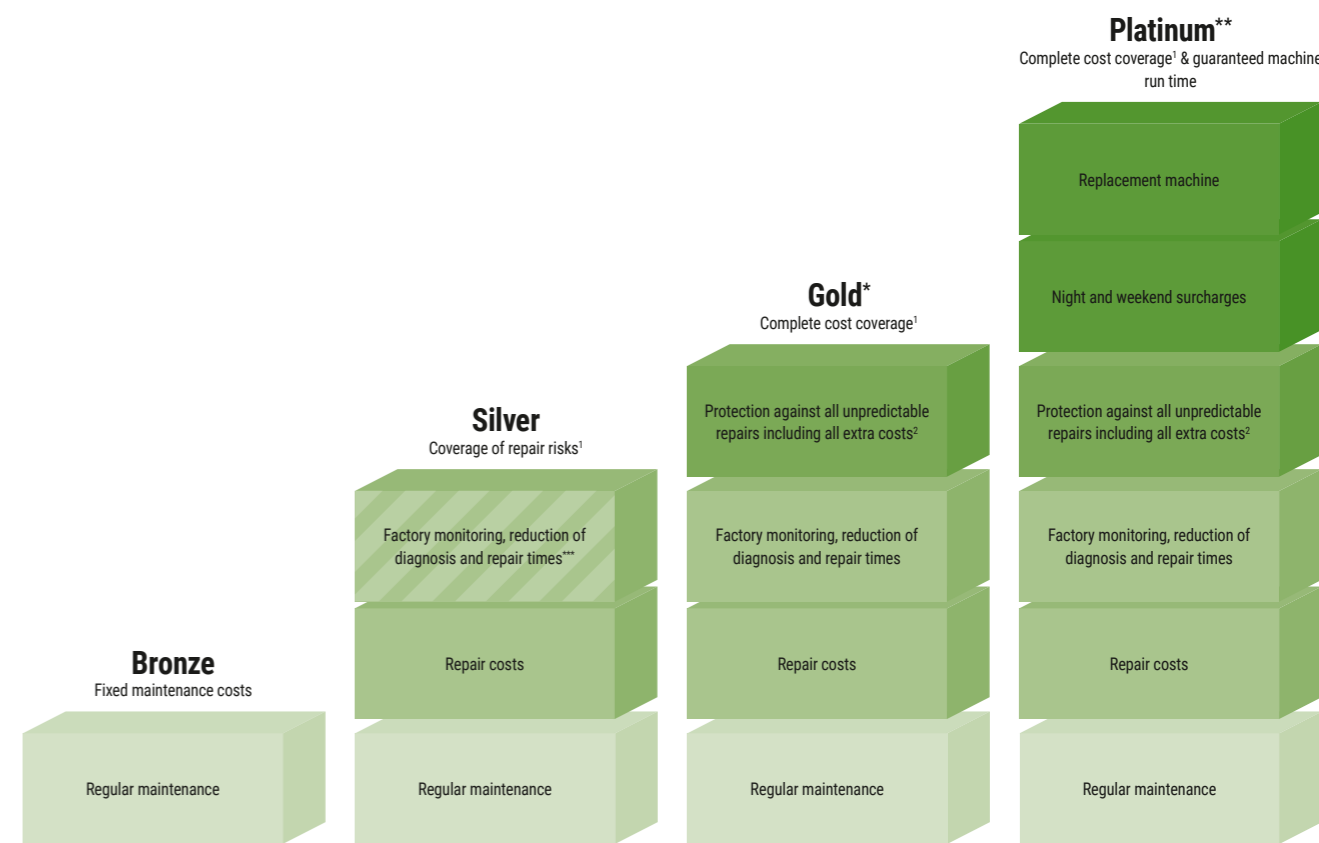 Platinum**
Complete cost coverage¹ & guaranteed machine
run time
Replacement machine
Night and weekend surcharges
Gold*
Complete cost coverage¹
Protection against all unpredictable
repairs including all extra costs²
Protection against all unpredictable
repairs including all extra costs²
Silver
Coverage of repair risks¹
Factory monitoring, reduction of
diagnosis and repair times***
Factory monitoring, reduction of
diagnosis and repair times
Factory monitoring, reduction of
diagnosis and repair times
Bronze
Fixed maintenance costs
Repair costs
Repair costs
Repair costs
Regular maintenance
Regular maintenance
Regular maintenance
Regular maintenance